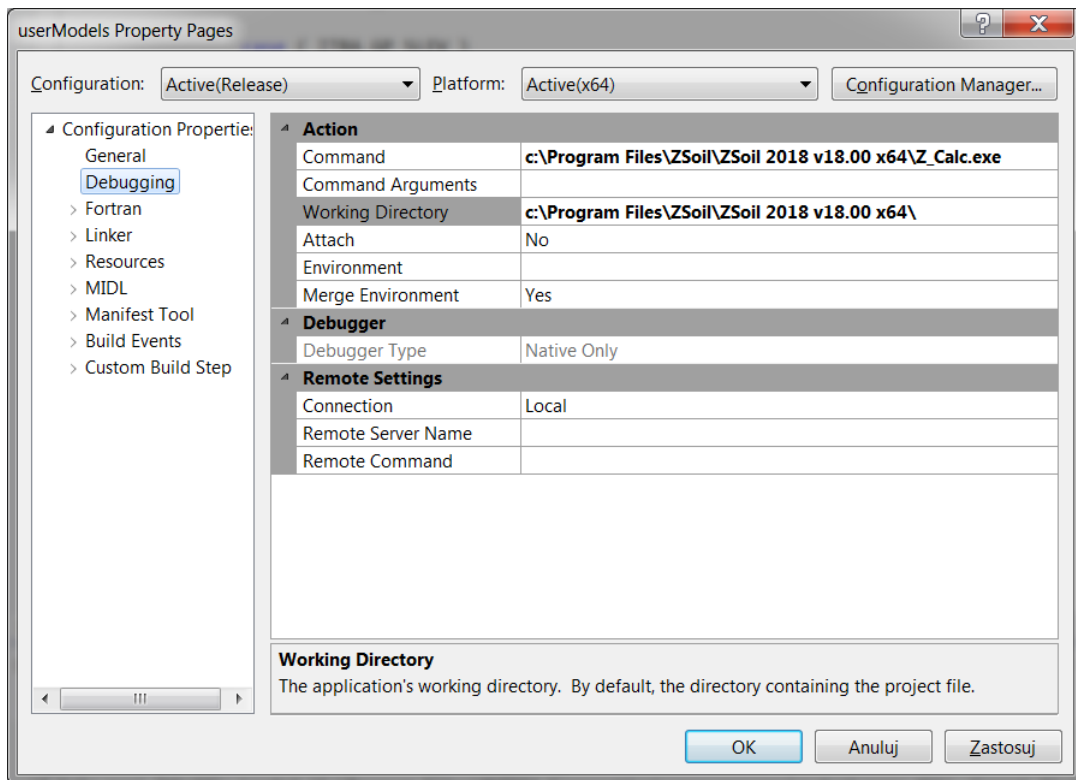 userModels Property Pages
Configuration: Active(Release) Platform: Active(x64) Configuration Manager...
Configuration Properties
General
Debugging
Fortran
Linker
Resources
MIDL
Manifest Tool
Build Events
Custom Build Step
Action
Command c:\Program Files\ZSoil\ZSoil 2018 v18.00 x64\Z_Calc.exe
Command Arguments
Working Directory c:\Program Files\ZSoil\ZSoil 2018 v18.00 x64\
Attach No
Environment
Merge Environment Yes
Debugger
Debugger Type Native Only
Remote Settings
Connection Local
Remote Server Name
Remote Command
Working Directory
The application's working directory. By default, the directory containing the project file.
OK Anuluj Zastosuj